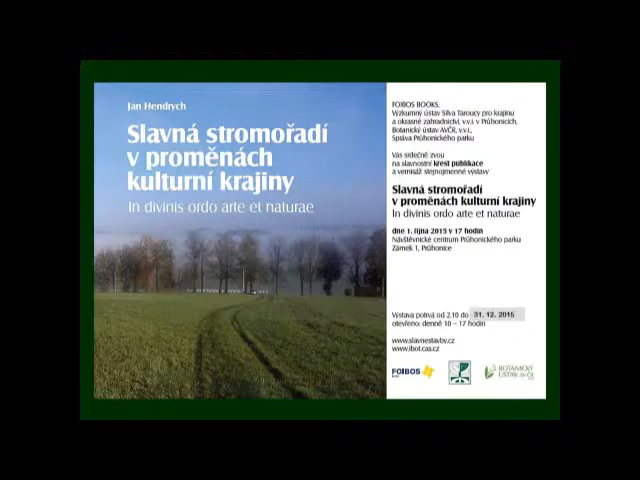 Jan Hendrych
Slavná stromořadí
v proměnách
kulturní krajiny
In divinis ordo arte et naturae
FOIBOS BOOKS,
Výzkumný ústav Silva Taroucy pro krajinu
a okrasné zahradnictví, v.v.i. v Průhonicích,
Botanický ústav AVČR, v.v.i.,
Správa Průhonického parku
Vás srdečně zvou
na slavnostní křest publikace
a vernisáž stejnojmenné výstavy
Slavná stromořadí
v proměnách kulturní krajiny
In divinis ordo arte et naturae
dne 1. října 2015 v 17 hodin
Návštěvnické centrum Průhonického parku
Zámek 1, Průhonice
Výstava potrvá od 2.10 do 31. 12. 2015
otevřeno: denně 10 – 17 hodin
www.slavnestavby.cz
www.ibot.cas.cz
FOIBOS
BOTANICKÝ
ÚSTAV AV ČR